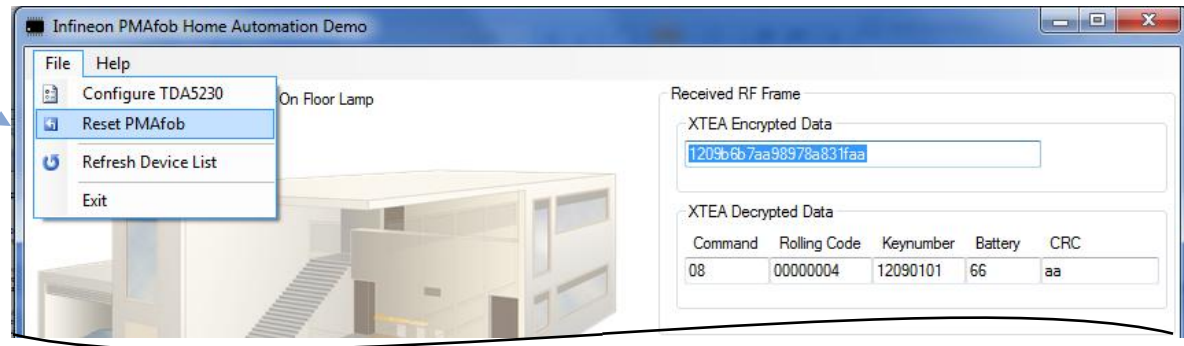 Infineon PMAfob Home Automation Demo
File Help
Configure TDA5230
Reset PMAfob
Refresh Device List
Exit
On Floor Lamp
Received RF Frame
XTEA Encrypted Data
1209b6b7aa98978a831faa
XTEA Decrypted Data
Command Rolling Code Keynumber Battery CRC
08 00000004 12090101 66 aa